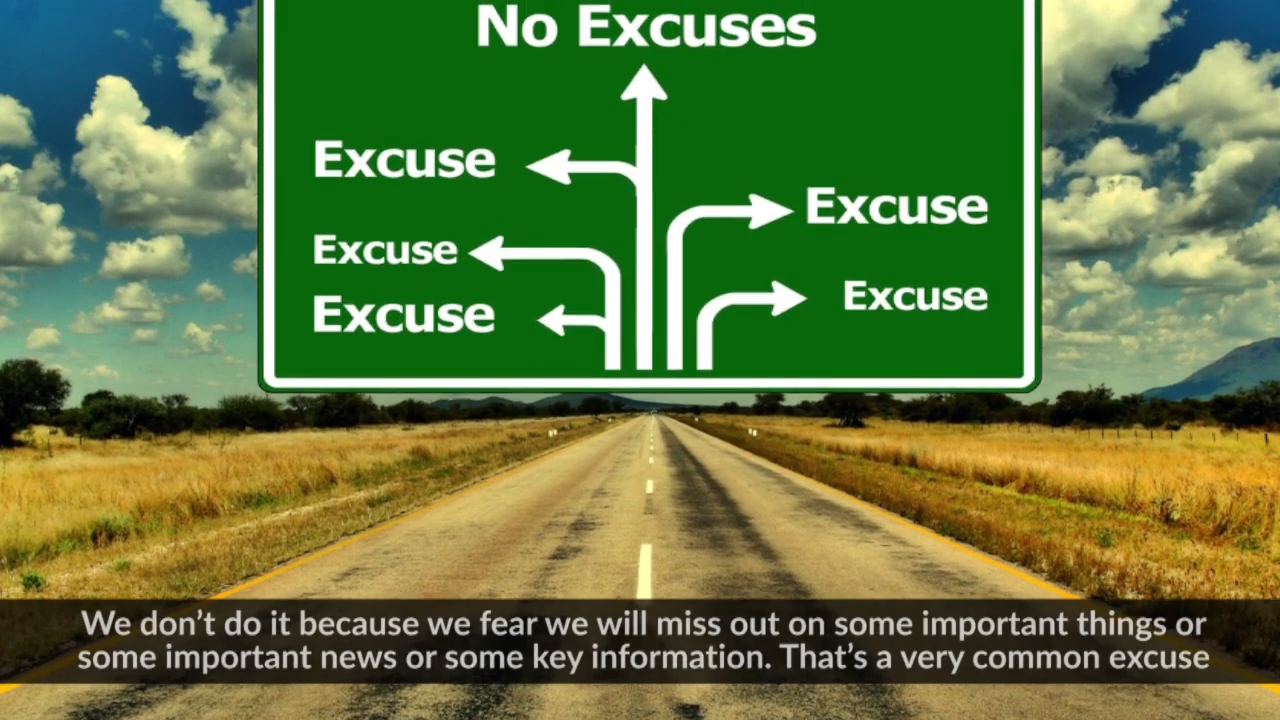 No Excuses
Excuse
Excuse
Excuse
Excuse
Excuse
We don't do it because we fear we will miss out on some important things or
some important news or some key information. That's a very common excuse